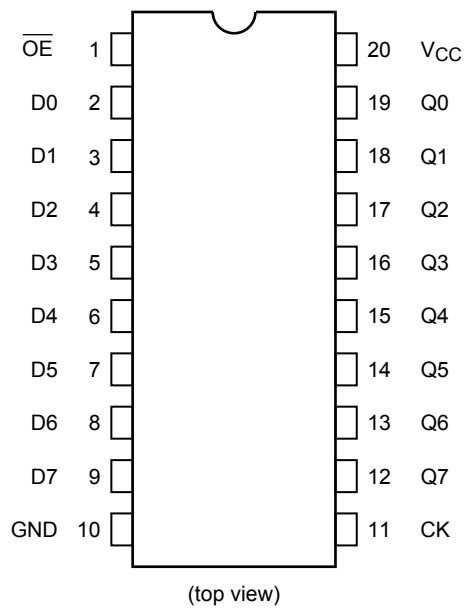 O̅E̅ 1 20 VCC
D0 2 19 Q0
D1 3 18 Q1
D2 4 17 Q2
D3 5 16 Q3
D4 6 15 Q4
D5 7 14 Q5
D6 8 13 Q6
D7 9 12 Q7
GND 10 11 CK
(top view)